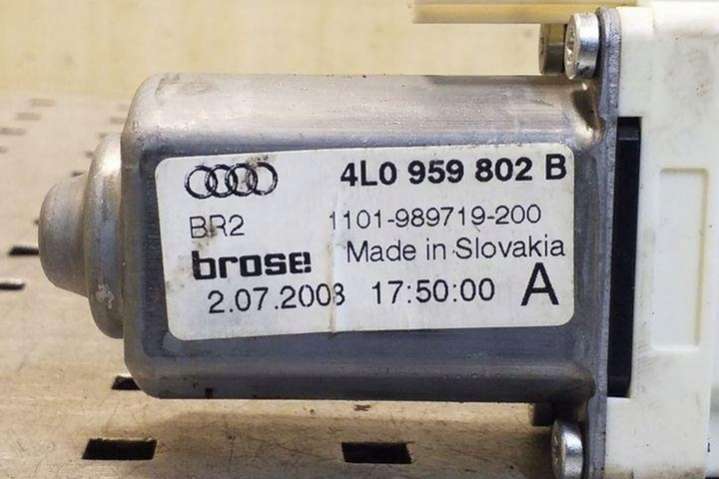 4L0 959 802 B
BR2 1101-989719-200
brose Made in Slovakia
2.07.2008 17:50:00 A